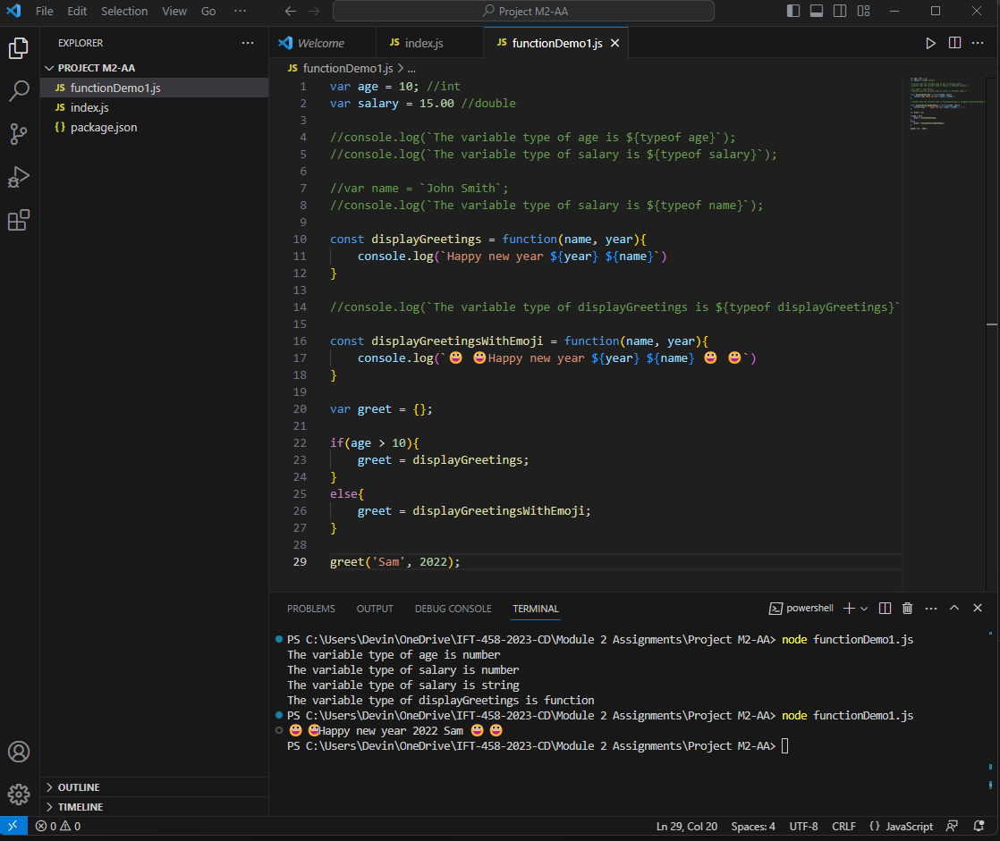 File Edit Selection View Go ··· ← → Project M2-AA
EXPLORER ···
PROJECT M2-AA
JS functionDemo1.js
JS index.js
{} package.json
OUTLINE
TIMELINE
Welcome JS index.js JS functionDemo1.js ×
JS functionDemo1.js > ...
1 var age = 10; //int
2 var salary = 15.00 //double
3
4 //console.log(`The variable type of age is ${typeof age}`);
5 //console.log(`The variable type of salary is ${typeof salary}`);
6
7 //var name = `John Smith`;
8 //console.log(`The variable type of salary is ${typeof name}`);
9
10 const displayGreetings = function(name, year){
11 console.log(`Happy new year ${year} ${name}`)
12 }
13
14 //console.log(`The variable type of displayGreetings is ${typeof displayGreetings}`
15
16 const displayGreetingsWithEmoji = function(name, year){
17 console.log(`😀 😀Happy new year ${year} ${name} 😀 😀`)
18 }
19
20 var greet = {};
21
22 if(age > 10){
23 greet = displayGreetings;
24 }
25 else{
26 greet = displayGreetingsWithEmoji;
27 }
28
29 greet('Sam', 2022);
PROBLEMS OUTPUT DEBUG CONSOLE TERMINAL powershell
PS C:\Users\Devin\OneDrive\IFT-458-2023-CD\Module 2 Assignments\Project M2-AA> node functionDemo1.js
The variable type of age is number
The variable type of salary is number
The variable type of salary is string
The variable type of displayGreetings is function
PS C:\Users\Devin\OneDrive\IFT-458-2023-CD\Module 2 Assignments\Project M2-AA> node functionDemo1.js
😀 😀Happy new year 2022 Sam 😀 😀
PS C:\Users\Devin\OneDrive\IFT-458-2023-CD\Module 2 Assignments\Project M2-AA>
0 0 Ln 29, Col 20 Spaces: 4 UTF-8 CRLF {} JavaScript